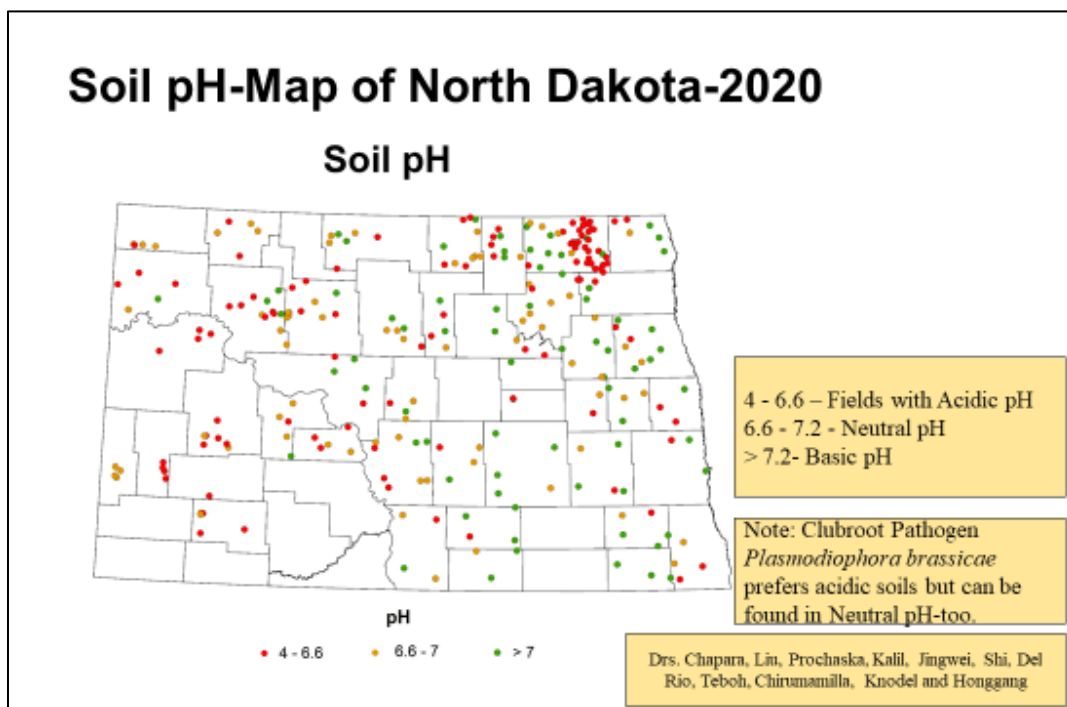 Soil pH-Map of North Dakota-2020
Soil pH
4 - 6.6 – Fields with Acidic pH
6.6 - 7.2 - Neutral pH
> 7.2- Basic pH
Note: Clubroot Pathogen
Plasmodiophora brassicae
prefers acidic soils but can be
found in Neutral pH-too.
pH
4 - 6.6
6.6 - 7
> 7
Drs. Chapara, Liu, Prochaska, Kalil, Jingwei, Shi, Del
Rio, Teboh, Chirumamilla, Knodel and Honggang